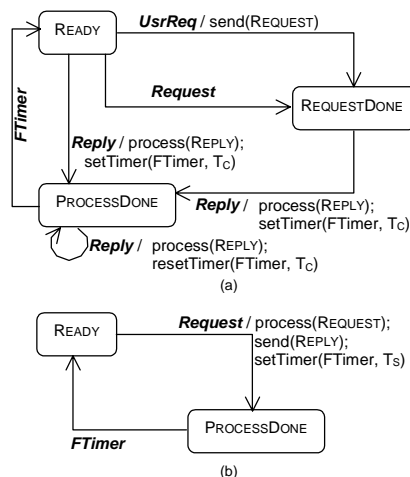 READY
UsrReq / send(REQUEST)
FTimer
Request
REQUESTDONE
Reply / process(REPLY);
setTimer(FTimer, TC)
PROCESSDONE
Reply / process(REPLY);
setTimer(FTimer, TC)
Reply / process(REPLY);
resetTimer(FTimer, TC)
(a)
READY
Request / process(REQUEST);
send(REPLY);
setTimer(FTimer, TS)
PROCESSDONE
FTimer
(b)